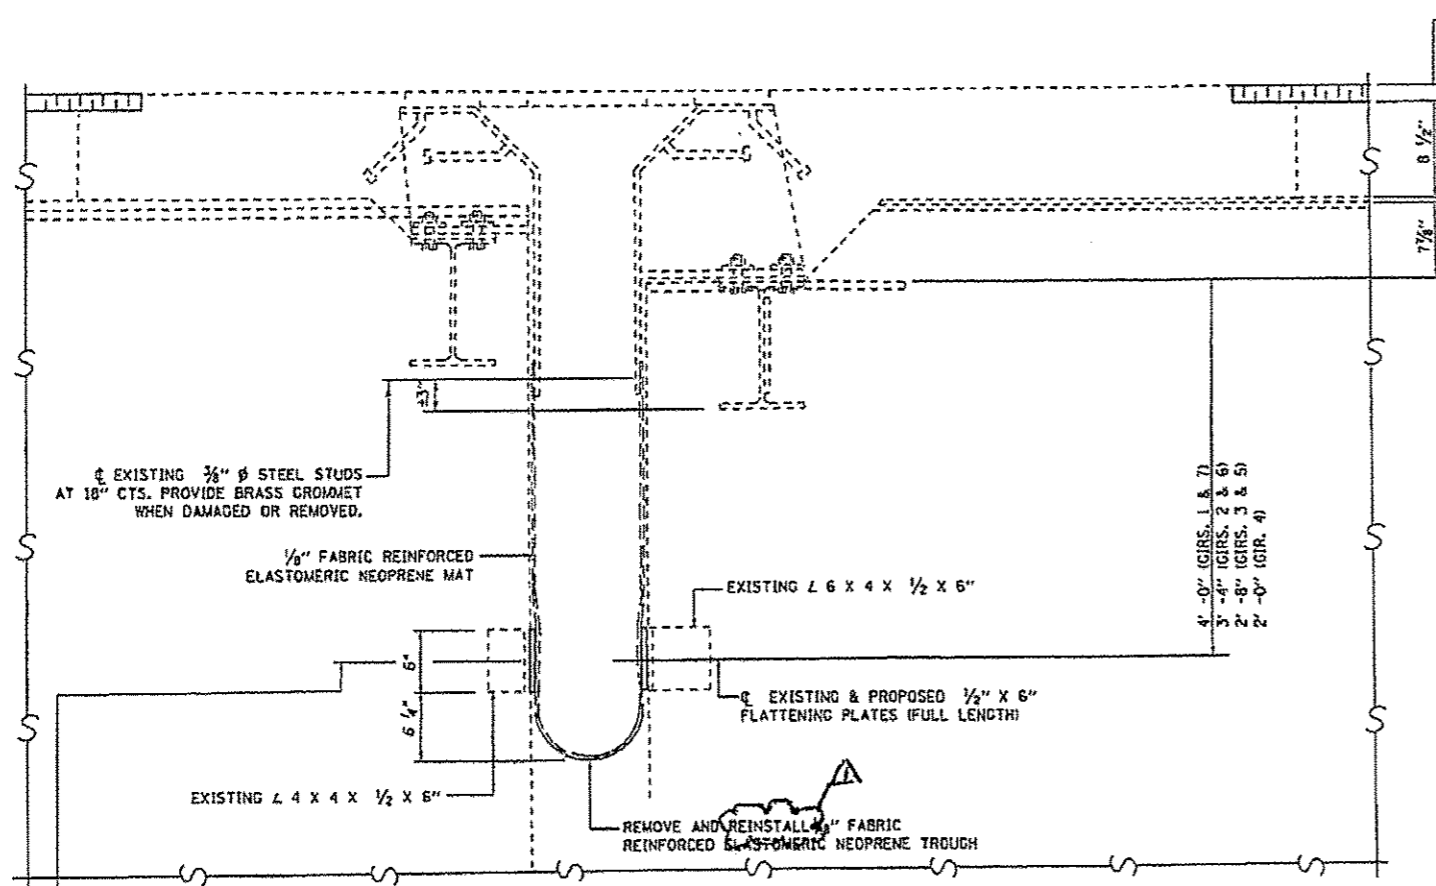 8 1/2"
7 7/8"
±3"
℄ EXISTING 3/8" Ø STEEL STUDS
AT 18" CTS. PROVIDE BRASS GROMMET
WHEN DAMAGED OR REMOVED.
1/8" FABRIC REINFORCED
ELASTOMERIC NEOPRENE MAT
4' -0" (GIRS. 1 & 7)
3' -4" (GIRS. 2 & 6)
2' -8" (GIRS. 3 & 5)
2' -0" (GIR. 4)
EXISTING ∠ 6 X 4 X 1/2 X 6"
6"
6 1/4"
℄ EXISTING & PROPOSED 1/2" X 6"
FLATTENING PLATES (FULL LENGTH)
EXISTING ∠ 4 X 4 X 1/2 X 6"
1
REMOVE AND REINSTALL 1/8" FABRIC
REINFORCED ELASTOMERIC NEOPRENE TROUGH